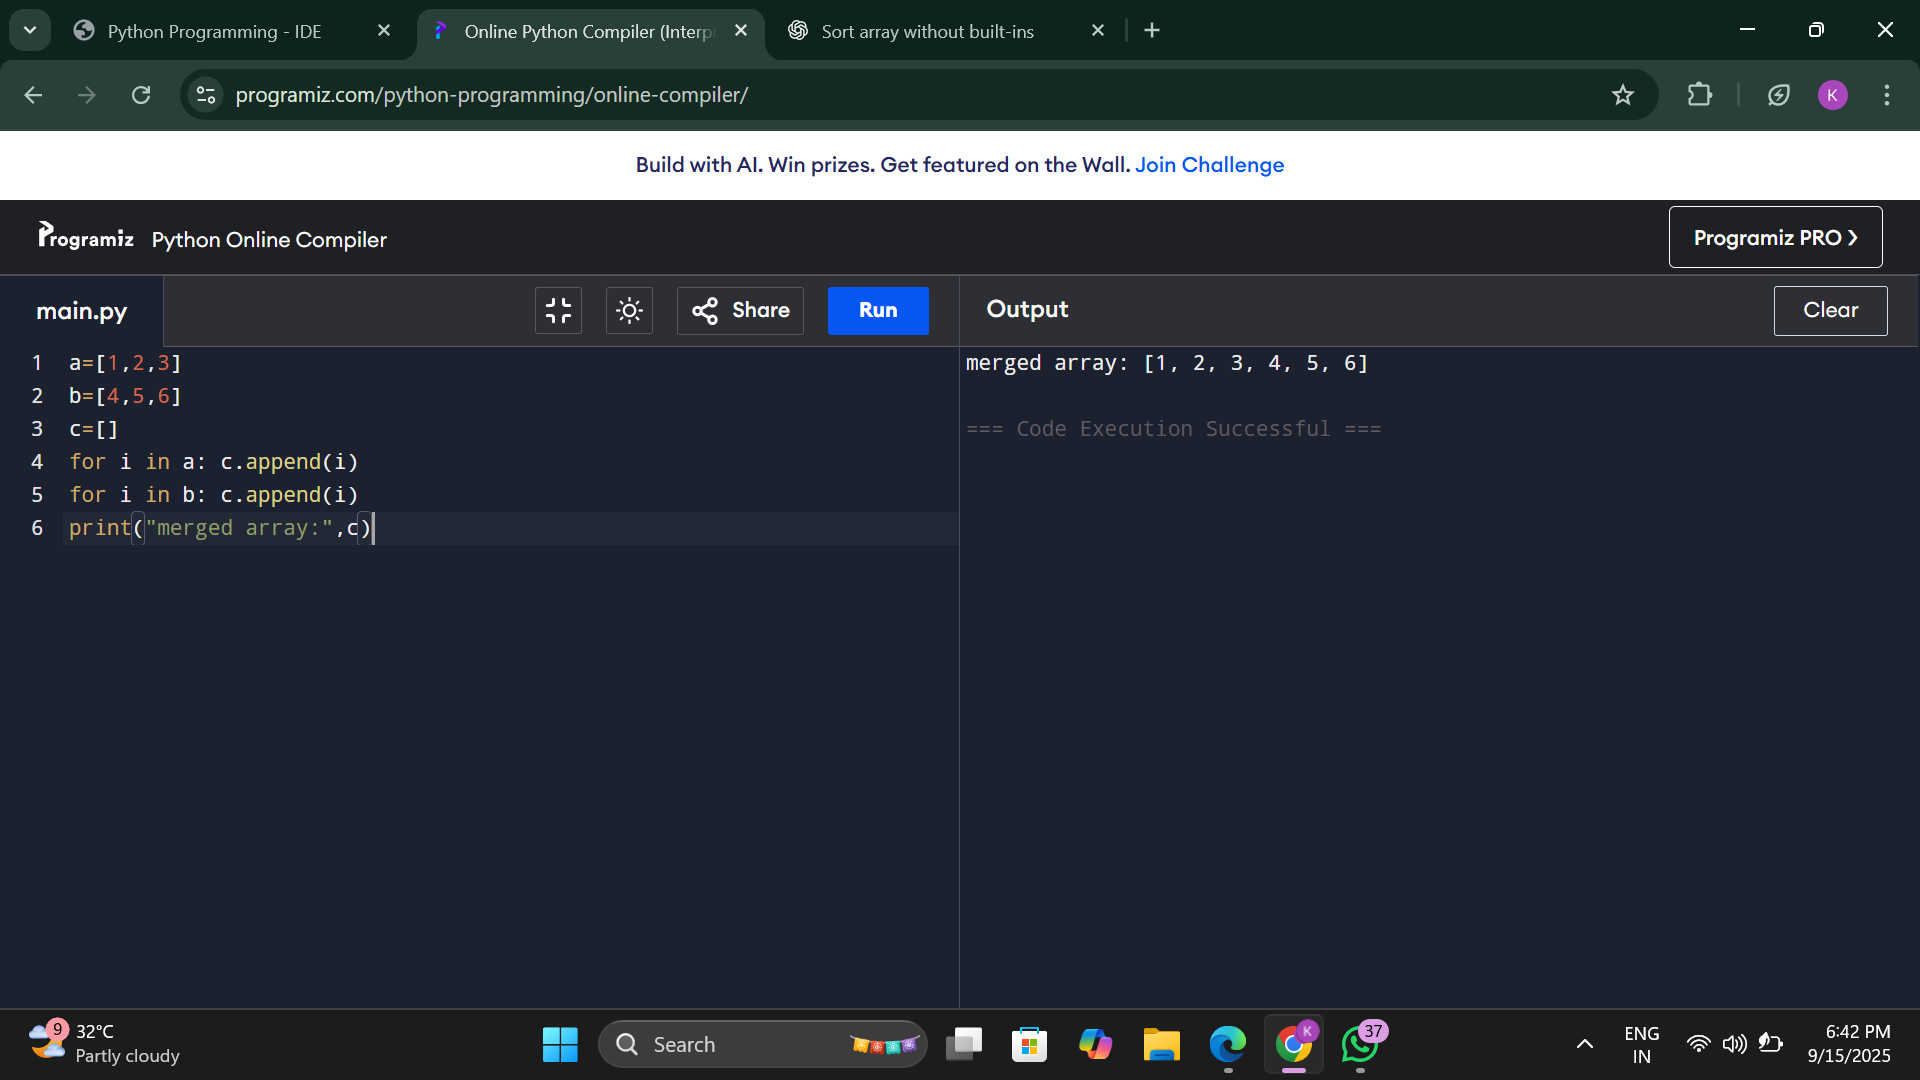 Python Programming - IDE
Online Python Compiler (Interp
Sort array without built-ins
programiz.com/python-programming/online-compiler/
K
Build with AI. Win prizes. Get featured on the Wall. Join Challenge
Programiz Python Online Compiler
Programiz PRO ❯
main.py
Share
Run
Output
Clear
1 a=[1,2,3]
2 b=[4,5,6]
3 c=[]
4 for i in a: c.append(i)
5 for i in b: c.append(i)
6 print("merged array:",c)
merged array: [1, 2, 3, 4, 5, 6]
=== Code Execution Successful ===
9
32°C
Partly cloudy
Search
K
37
ENG
IN
6:42 PM
9/15/2025